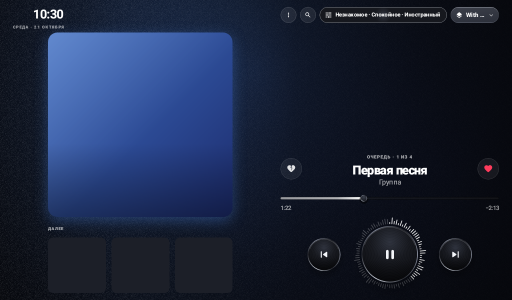 10:30
СРЕДА · 21 ОКТЯБРЯ
Незнакомое · Спокойное · Иностранный
With ...
ОЧЕРЕДЬ · 1 ИЗ 4
Первая песня
Группа
1:22
-2:13
ДАЛЕЕ